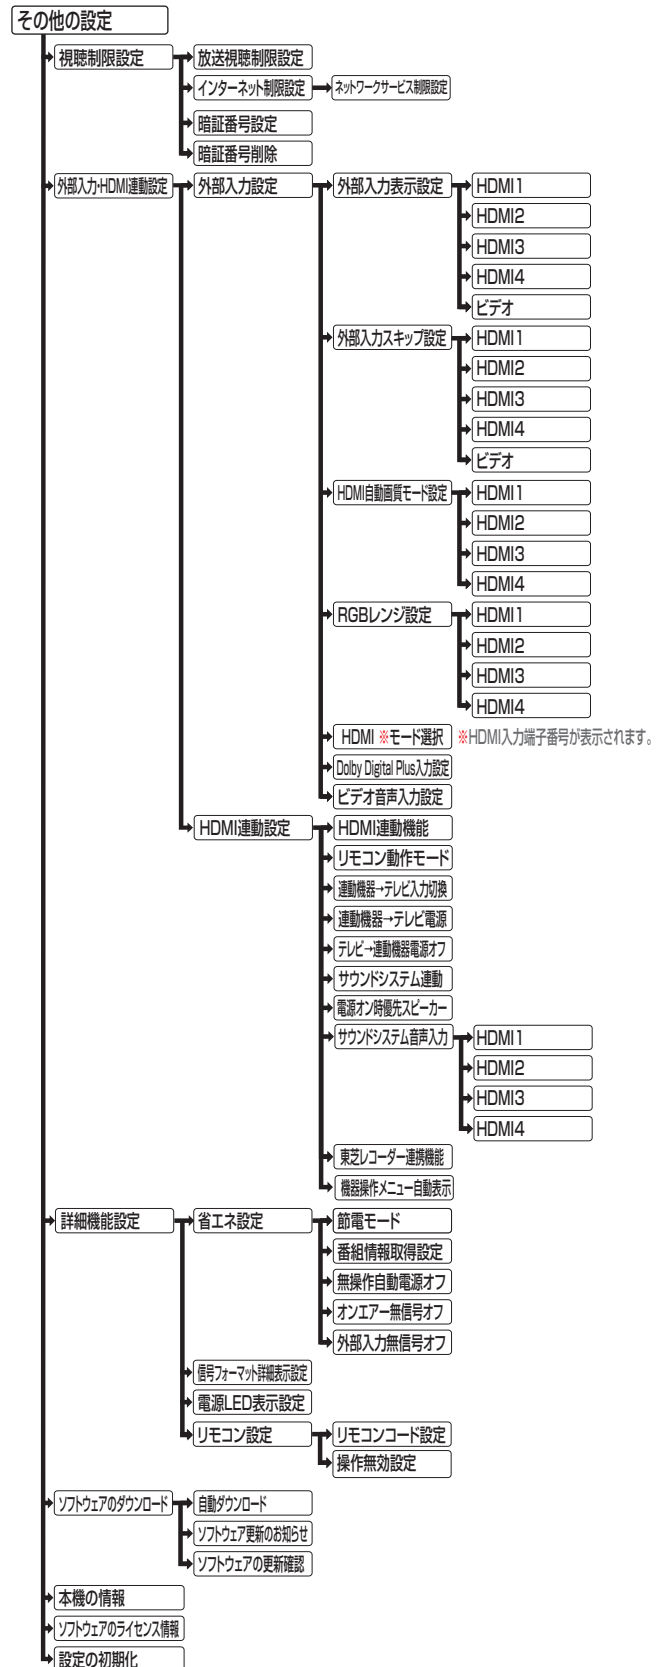 その他の設定
視聴制限設定
放送視聴制限設定
インターネット制限設定
ネットワークサービス制限設定
暗証番号設定
暗証番号削除
外部入力・HDMI連動設定
外部入力設定
外部入力表示設定
HDMI1
HDMI2
HDMI3
HDMI4
ビデオ
外部入力スキップ設定
HDMI1
HDMI2
HDMI3
HDMI4
ビデオ
HDMI自動画質モード設定
HDMI1
HDMI2
HDMI3
HDMI4
RGBレンジ設定
HDMI1
HDMI2
HDMI3
HDMI4
HDMI ※モード選択
※HDMI入力端子番号が表示されます。
Dolby Digital Plus入力設定
ビデオ音声入力設定
HDMI連動設定
HDMI連動機能
リモコン動作モード
連動機器→テレビ入力切換
連動機器→テレビ電源
テレビ→連動機器電源オフ
サウンドシステム連動
電源オン時優先スピーカー
サウンドシステム音声入力
HDMI1
HDMI2
HDMI3
HDMI4
東芝レコーダー連携機能
機器操作メニュー自動表示
詳細機能設定
省エネ設定
節電モード
番組情報取得設定
無操作自動電源オフ
オンエアー無信号オフ
外部入力無信号オフ
信号フォーマット詳細表示設定
電源LED表示設定
リモコン設定
リモコンコード設定
操作無効設定
ソフトウェアのダウンロード
自動ダウンロード
ソフトウェア更新のお知らせ
ソフトウェアの更新確認
本機の情報
ソフトウェアのライセンス情報
設定の初期化